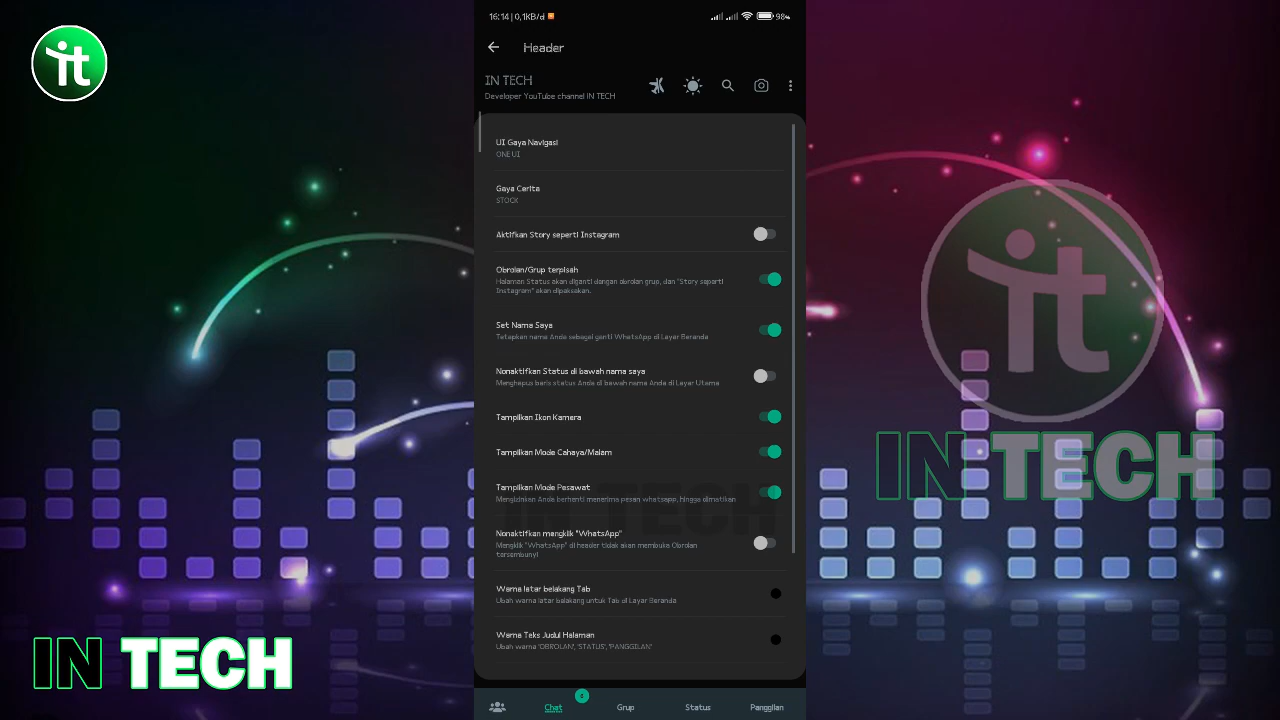 it
16:14 | 0,1KB/d
98%
Header
IN TECH
Developer YouTube channel IN TECH
UI Gaya Navigasi
ONE UI
Gaya Cerita
STOCK
Aktifkan Story seperti Instagram
Obrolan/Grup terpisah
Halaman Status akan diganti dengan obrolan grup, dan "Story seperti
Instagram" akan dipaksakan.
Set Nama Saya
Tetapkan nama Anda sebagai ganti WhatsApp di Layar Beranda
Nonaktifkan Status di bawah nama saya
Menghapus baris status Anda di bawah nama Anda di Layar Utama
Tampilkan Ikon Kamera
Tampilkan Mode Cahaya/Malam
Tampilkan Mode Pesawat
Mengizinkan Anda berhenti menerima pesan whatsapp, hingga dimatikan
Nonaktifkan mengklik "WhatsApp"
Mengklik "WhatsApp" di header tidak akan membuka Obrolan
tersembunyi
Warna latar belakang Tab
Ubah warna latar belakang untuk Tab di Layar Beranda
Warna Teks Judul Halaman
Ubah warna 'OBROLAN', 'STATUS', 'PANGGILAN'
Chat
Grup
Status
Panggilan
it
IN TECH
IN TECH
IN TECH